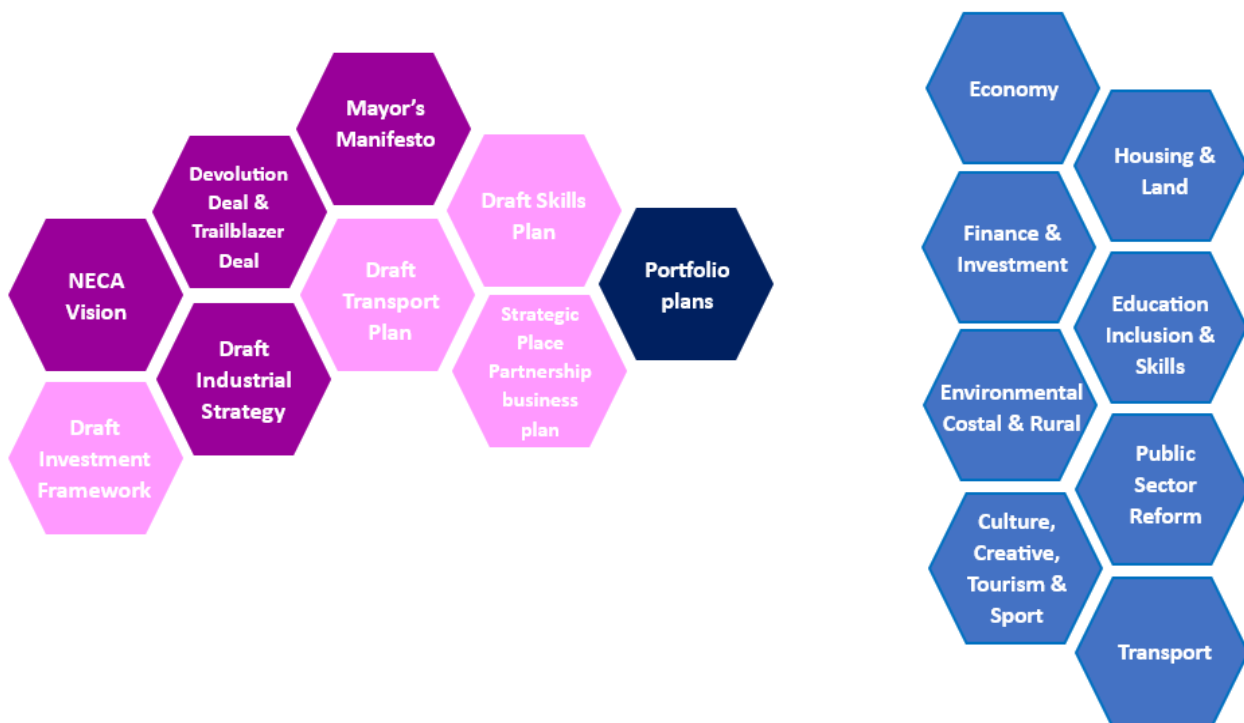 Mayor's
Manifesto
Devolution
Deal &
Trailblazer
Deal
Draft Skills
Plan
NECA
Vision
Draft
Transport
Plan
Portfolio
plans
Draft
Industrial
Strategy
Strategic
Place
Partnership
business
plan
Draft
Investment
Framework
Economy
Housing &
Land
Finance &
Investment
Education
Inclusion &
Skills
Environmental
Costal & Rural
Public
Sector
Reform
Culture,
Creative,
Tourism &
Sport
Transport